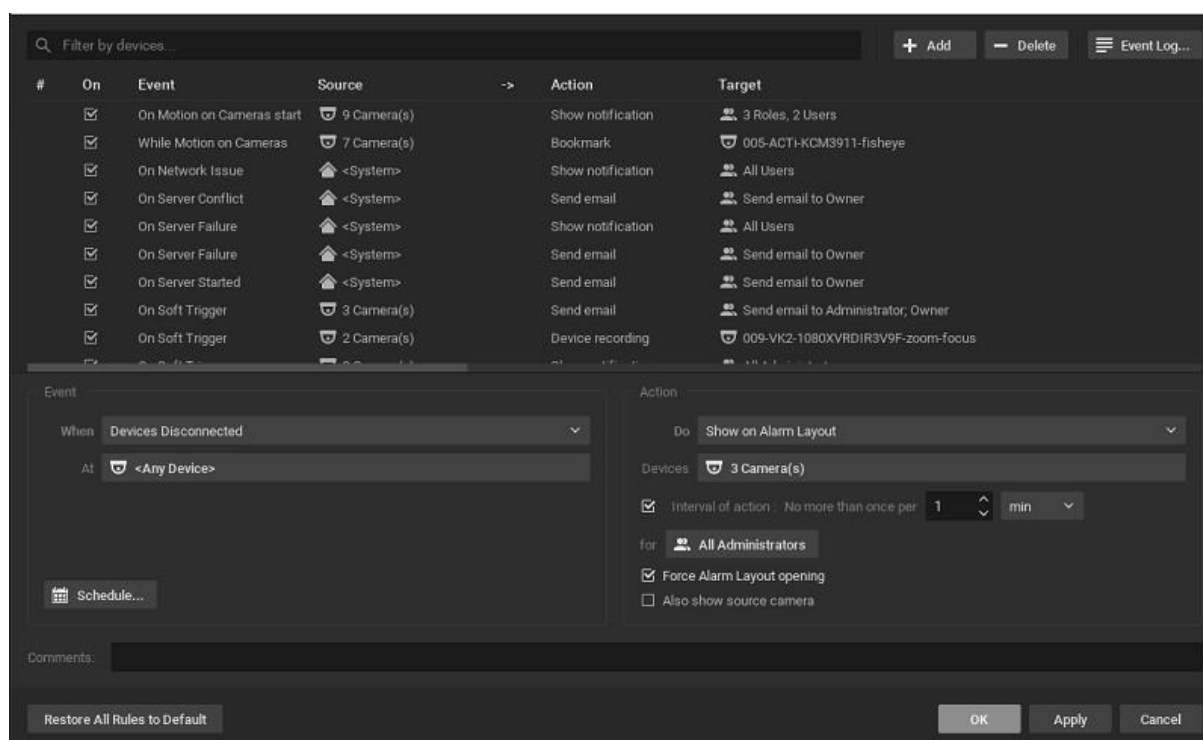 Filter by devices... Add Delete Event Log...
# On Event Source -> Action Target
On Motion on Cameras start 9 Camera(s) Show notification 3 Roles, 2 Users
While Motion on Cameras 7 Camera(s) Bookmark 005-ACTi-KCM3911-fisheye
On Network Issue <System> Show notification All Users
On Server Conflict <System> Send email Send email to Owner
On Server Failure <System> Show notification All Users
On Server Failure <System> Send email Send email to Owner
On Server Started <System> Send email Send email to Owner
On Soft Trigger 3 Camera(s) Send email Send email to Administrator; Owner
On Soft Trigger 2 Camera(s) Device recording 009-VK2-1080XVRDIR3V9F-zoom-focus
Event Action
When Devices Disconnected Do Show on Alarm Layout
At <Any Device> Devices 3 Camera(s)
Interval of action No more than once per 1 min
for All Administrators
Force Alarm Layout opening
Schedule... Also show source camera
Comments:
Restore All Rules to Default OK Apply Cancel